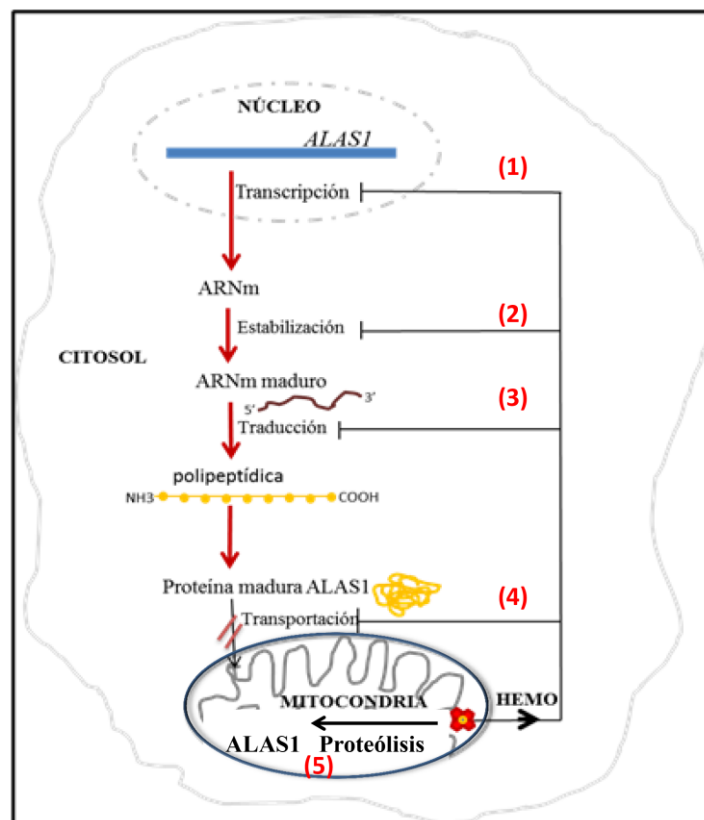 NÚCLEO
ALAS1
(1)
Transcripción
ARNm
(2)
Estabilización
CITOSOL
ARNm maduro
(3)
5’ 3’
Traducción
polipeptídica
NH3 COOH
Proteína madura ALAS1
(4)
Transportación
MITOCONDRIA HEMO
ALAS1 Proteólisis
(5)